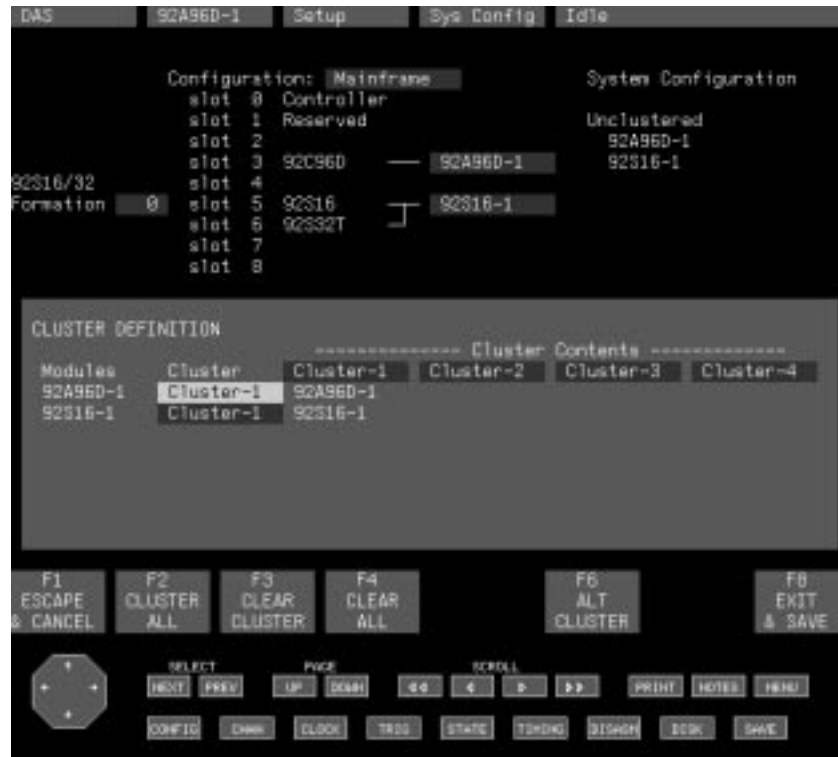 DAS 92A96D-1 Setup Sys Config Idle
Configuration: Mainframe System Configuration
slot 0 Controller
slot 1 Reserved Unclustered
slot 2 92A96D-1
slot 3 92C96D 92A96D-1 92S16-1
92S16/32 slot 4
Formation 0 slot 5 92S16 92S16-1
slot 6 92S32T
slot 7
slot 8
CLUSTER DEFINITION
-------------- Cluster Contents -------------
Modules Cluster Cluster-1 Cluster-2 Cluster-3 Cluster-4
92A96D-1 Cluster-1 92A96D-1
92S16-1 Cluster-1 92S16-1
F1 F2 F3 F4 F6 F8
ESCAPE CLUSTER CLEAR CLEAR ALT EXIT
& CANCEL ALL CLUSTER ALL CLUSTER & SAVE
SELECT PAGE SCROLL
NEXT PREV UP DOWN PRINT NOTES MENU
CONFIG CHAN CLOCK TRIG STATE TIMING DISASM DISK SAVE